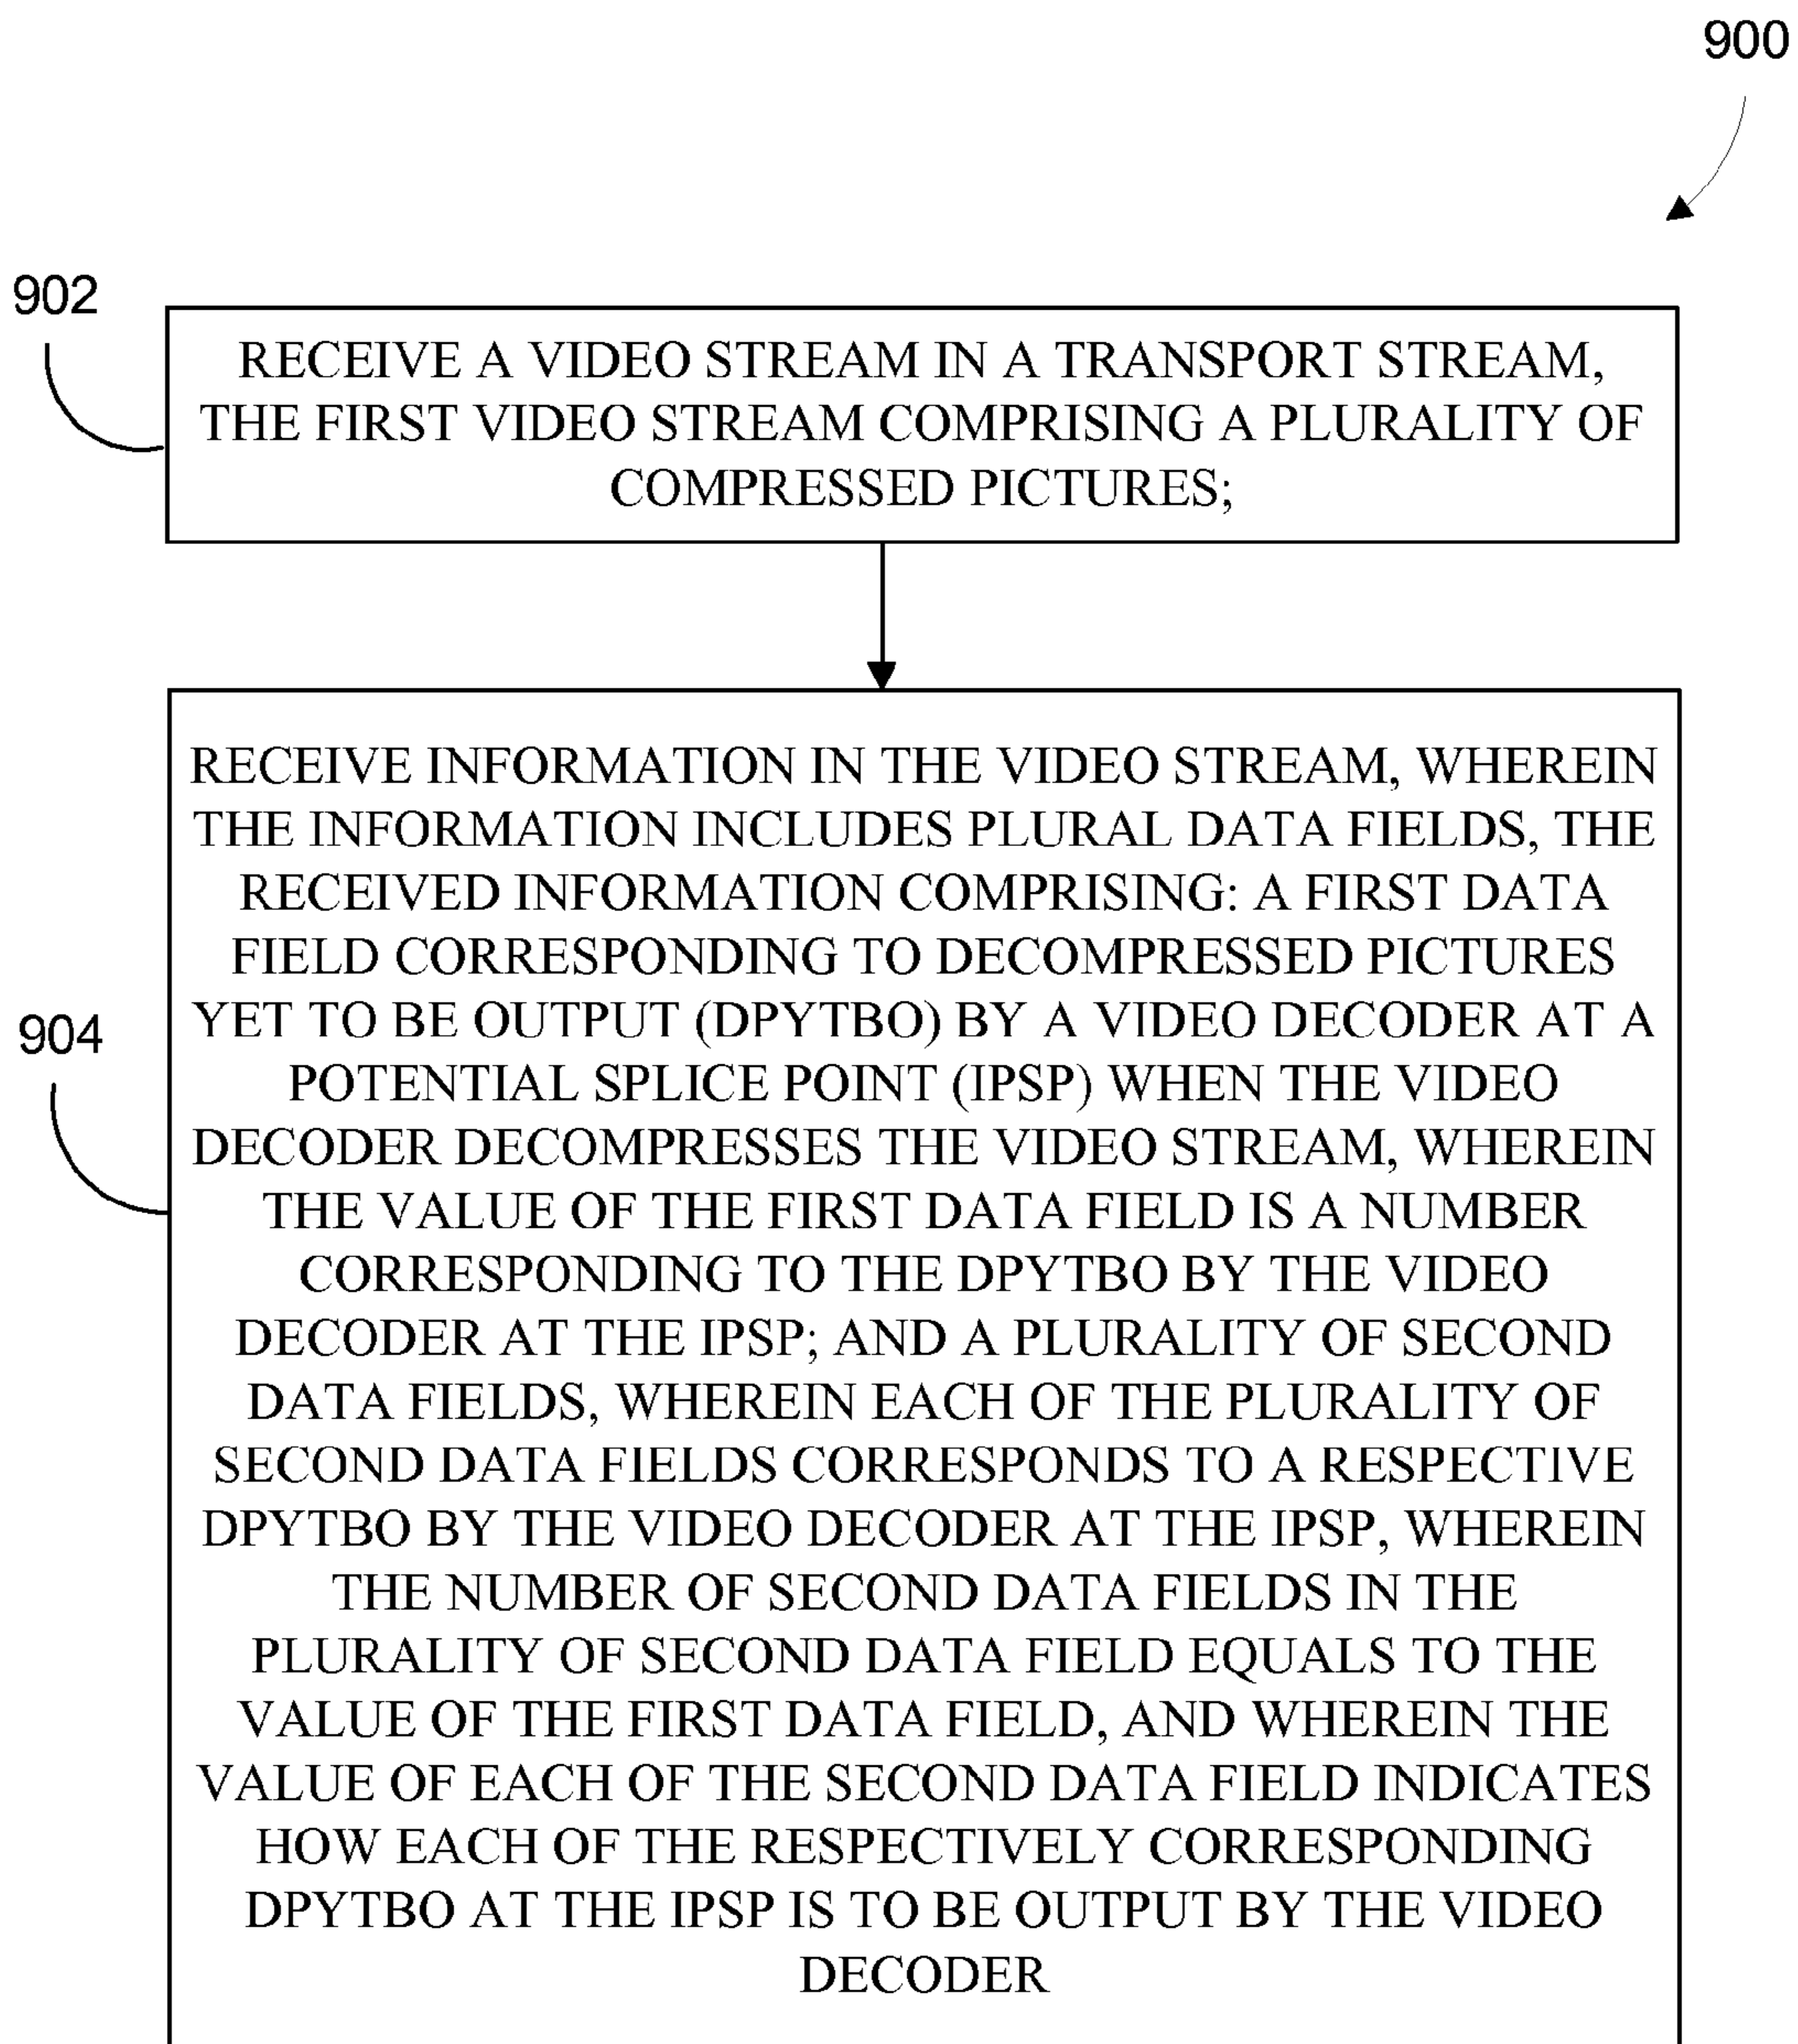 900
902
RECEIVE A VIDEO STREAM IN A TRANSPORT STREAM,
THE FIRST VIDEO STREAM COMPRISING A PLURALITY OF
COMPRESSED PICTURES;
904
RECEIVE INFORMATION IN THE VIDEO STREAM, WHEREIN
THE INFORMATION INCLUDES PLURAL DATA FIELDS, THE
RECEIVED INFORMATION COMPRISING: A FIRST DATA
FIELD CORRESPONDING TO DECOMPRESSED PICTURES
YET TO BE OUTPUT (DPYTBO) BY A VIDEO DECODER AT A
POTENTIAL SPLICE POINT (IPSP) WHEN THE VIDEO
DECODER DECOMPRESSES THE VIDEO STREAM, WHEREIN
THE VALUE OF THE FIRST DATA FIELD IS A NUMBER
CORRESPONDING TO THE DPYTBO BY THE VIDEO
DECODER AT THE IPSP; AND A PLURALITY OF SECOND
DATA FIELDS, WHEREIN EACH OF THE PLURALITY OF
SECOND DATA FIELDS CORRESPONDS TO A RESPECTIVE
DPYTBO BY THE VIDEO DECODER AT THE IPSP, WHEREIN
THE NUMBER OF SECOND DATA FIELDS IN THE
PLURALITY OF SECOND DATA FIELD EQUALS TO THE
VALUE OF THE FIRST DATA FIELD, AND WHEREIN THE
VALUE OF EACH OF THE SECOND DATA FIELD INDICATES
HOW EACH OF THE RESPECTIVELY CORRESPONDING
DPYTBO AT THE IPSP IS TO BE OUTPUT BY THE VIDEO
DECODER